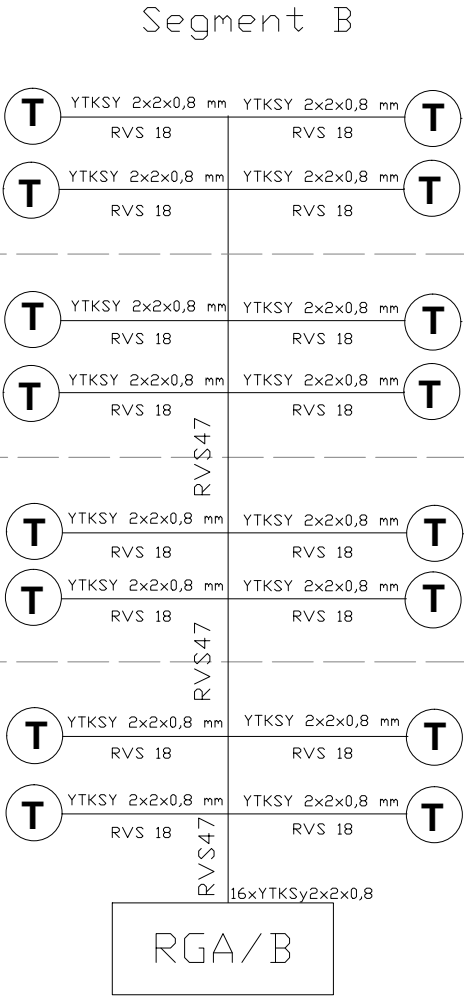 Segment B
T YTKSY 2x2x0,8 mm YTKSY 2x2x0,8 mm T
RVS 18 RVS 18
T YTKSY 2x2x0,8 mm YTKSY 2x2x0,8 mm T
RVS 18 RVS 18
T YTKSY 2x2x0,8 mm YTKSY 2x2x0,8 mm T
RVS 18 RVS 18
T YTKSY 2x2x0,8 mm YTKSY 2x2x0,8 mm T
RVS 18 RVS 18
RVS47
T YTKSY 2x2x0,8 mm YTKSY 2x2x0,8 mm T
RVS 18 RVS 18
T YTKSY 2x2x0,8 mm YTKSY 2x2x0,8 mm T
RVS 18 RVS 18
RVS47
T YTKSY 2x2x0,8 mm YTKSY 2x2x0,8 mm T
RVS 18 RVS 18
T YTKSY 2x2x0,8 mm YTKSY 2x2x0,8 mm T
RVS 18 RVS 18
RVS47
16xYTKSy2x2x0,8
RGA/B